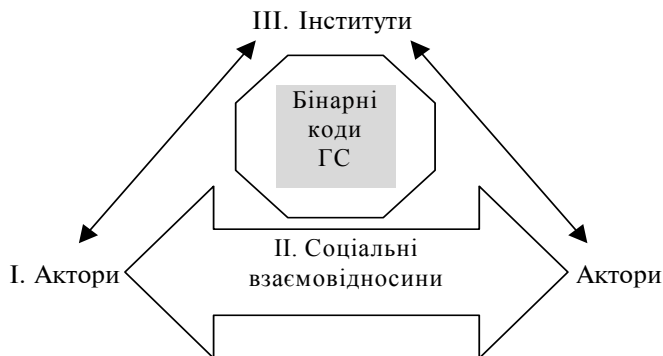 III. Інститути
Бінарні
коди
ГС
II. Соціальні
взаємовідносини
I. Актори
Актори